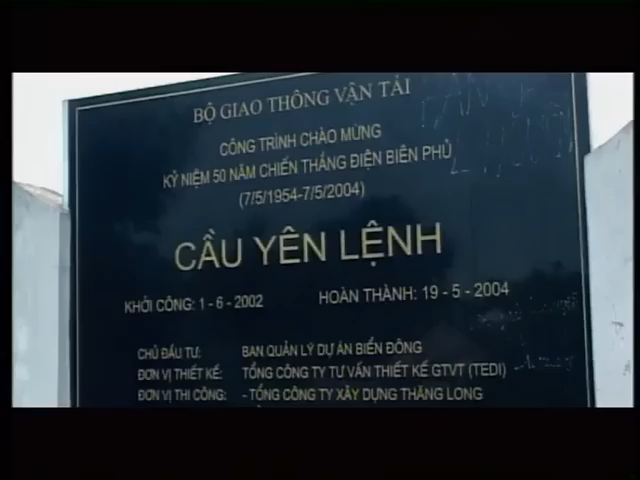 BỘ GIAO THÔNG VẬN TẢI
CÔNG TRÌNH CHÀO MỪNG
KỶ NIỆM 50 NĂM CHIẾN THẮNG ĐIỆN BIÊN PHỦ
(7/5/1954-7/5/2004)
CẦU YÊN LỆNH
KHỞI CÔNG: 1 - 6 - 2002 HOÀN THÀNH: 19 - 5 - 2004
CHỦ ĐẦU TƯ: BAN QUẢN LÝ DỰ ÁN BIỂN ĐÔNG
ĐƠN VỊ THIẾT KẾ: TỔNG CÔNG TY TƯ VẤN THIẾT KẾ GTVT (TEDI)
ĐƠN VỊ THI CÔNG: - TỔNG CÔNG TY XÂY DỰNG THĂNG LONG